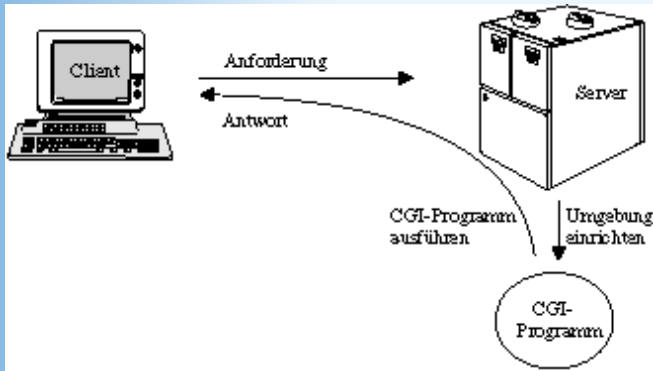 Client
Anforderung
Server
Antwort
CGI-Programm
ausführen
Umgebung
einrichten
CGI-
Programm